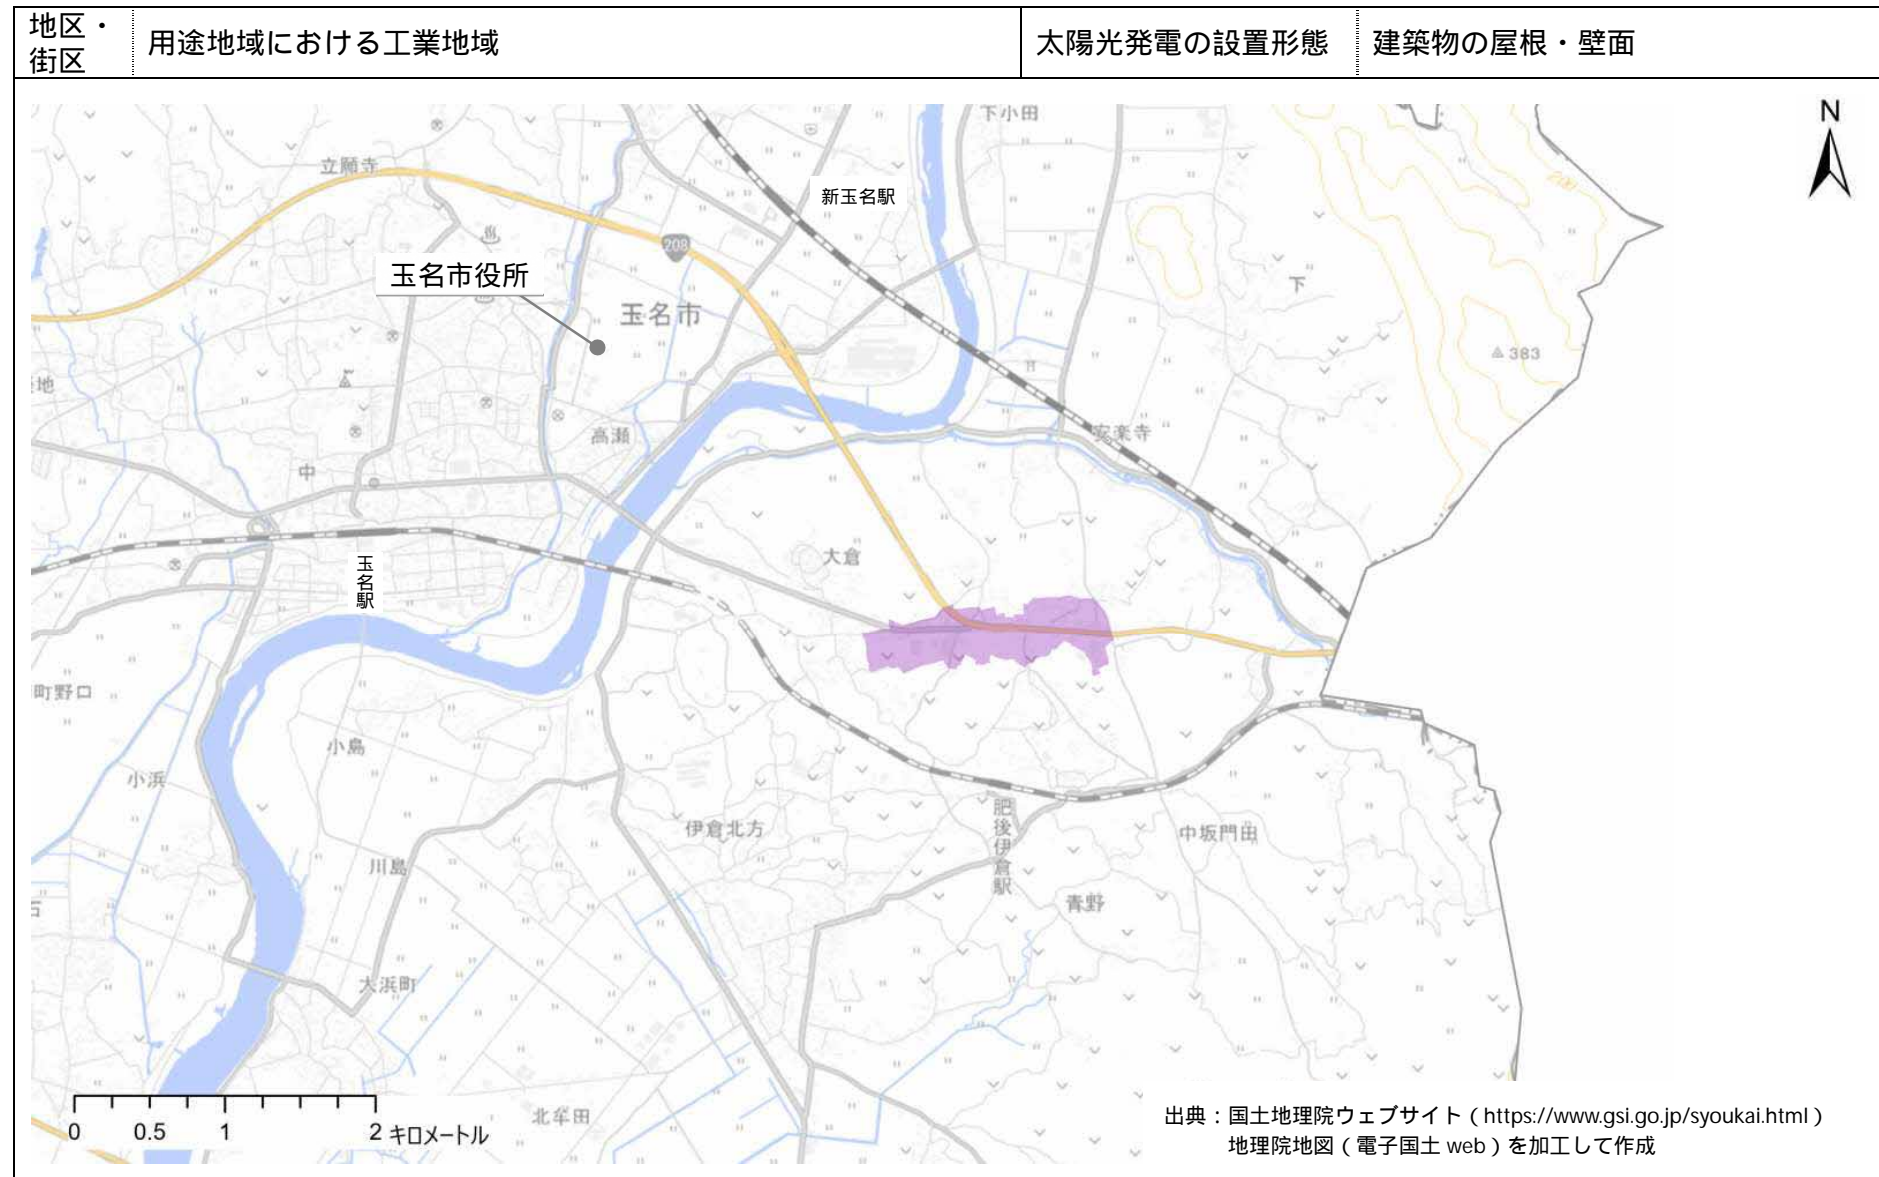 地区・
街区
用途地域における工業地域
太陽光発電の設置形態
建築物の屋根・壁面
N
下小田
立願寺
新玉名駅
200
208
玉名市役所
玉名市
下
383
地
高瀬
安楽寺
中
大倉
玉名駅
町野口
小島
小浜
伊倉北方
肥後伊倉駅
中坂門田
川島
青野
石
大浜町
北牟田
0 0.5 1 2 キロメートル
出典：国土地理院ウェブサイト（https://www.gsi.go.jp/syoukai.html）
地理院地図（電子国土 web）を加工して作成